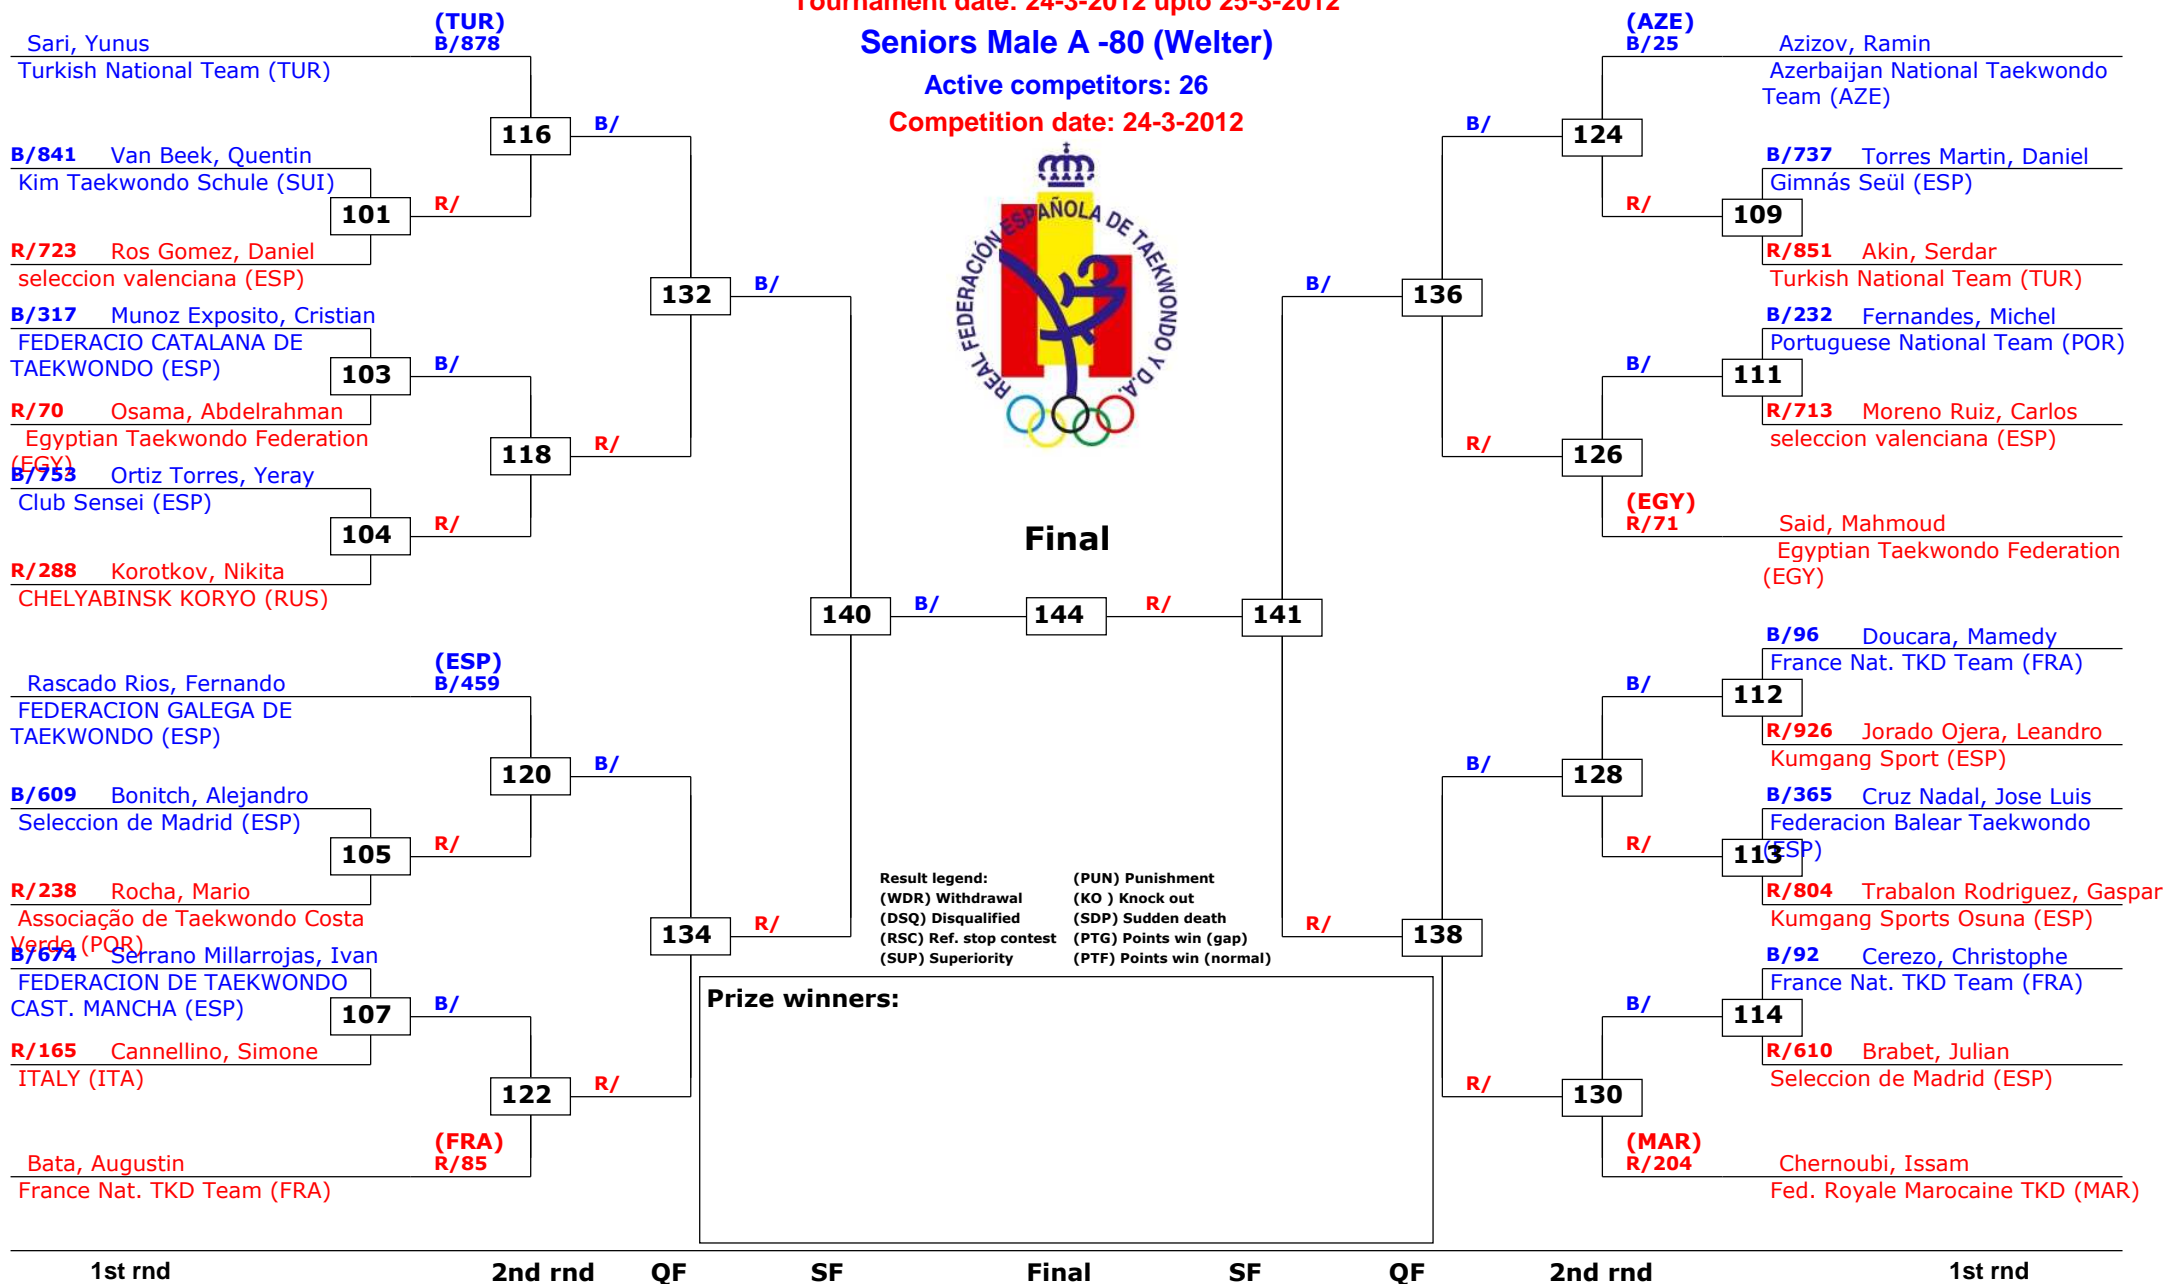 Tournament date: 24-3-2012 upto 25-3-2012
Seniors Male A -80 (Welter)
Active competitors: 26
Competition date: 24-3-2012
REAL FEDERACIÓN ESPAÑOLA DE TAEKWONDO Y D.A.
(TUR)
Sari, Yunus B/878
Turkish National Team (TUR)
116
B/
B/841 Van Beek, Quentin
Kim Taekwondo Schule (SUI)
101
R/
R/723 Ros Gomez, Daniel
seleccion valenciana (ESP)
132
B/
B/317 Munoz Exposito, Cristian
FEDERACIO CATALANA DE
TAEKWONDO (ESP)
103
B/
R/70 Osama, Abdelrahman
Egyptian Taekwondo Federation
(EGY)
118
R/
B/753 Ortiz Torres, Yeray
Club Sensei (ESP)
104
R/
R/288 Korotkov, Nikita
CHELYABINSK KORYO (RUS)
140
B/
(ESP)
Rascado Rios, Fernando B/459
FEDERACION GALEGA DE
TAEKWONDO (ESP)
120
B/
B/609 Bonitch, Alejandro
Seleccion de Madrid (ESP)
105
R/
R/238 Rocha, Mario
Associação de Taekwondo Costa
Verde (POR)
134
R/
B/674 Serrano Millarrojas, Ivan
FEDERACION DE TAEKWONDO
CAST. MANCHA (ESP)
107
B/
R/165 Cannellino, Simone
ITALY (ITA)
122
R/
(FRA)
Bata, Augustin R/85
France Nat. TKD Team (FRA)
Final
144
R/
141
(AZE)
B/25 Azizov, Ramin
Azerbaijan National Taekwondo
Team (AZE)
B/
124
B/737 Torres Martin, Daniel
Gimnás Seül (ESP)
R/
109
R/851 Akin, Serdar
Turkish National Team (TUR)
B/
136
B/232 Fernandes, Michel
Portuguese National Team (POR)
B/
111
R/713 Moreno Ruiz, Carlos
seleccion valenciana (ESP)
R/
126
(EGY)
R/71 Said, Mahmoud
Egyptian Taekwondo Federation
(EGY)
B/96 Doucara, Mamedy
France Nat. TKD Team (FRA)
B/
112
R/926 Jorado Ojera, Leandro
Kumgang Sport (ESP)
B/
128
B/365 Cruz Nadal, Jose Luis
Federacion Balear Taekwondo
(ESP)
R/
113
R/804 Trabalon Rodriguez, Gaspar
Kumgang Sports Osuna (ESP)
R/
138
B/92 Cerezo, Christophe
France Nat. TKD Team (FRA)
B/
114
R/610 Brabet, Julian
Seleccion de Madrid (ESP)
R/
130
(MAR)
R/204 Chernoubi, Issam
Fed. Royale Marocaine TKD (MAR)
Result legend: (PUN) Punishment
(WDR) Withdrawal (KO ) Knock out
(DSQ) Disqualified (SDP) Sudden death
(RSC) Ref. stop contest (PTG) Points win (gap)
(SUP) Superiority (PTF) Points win (normal)
Prize winners:
1st rnd 2nd rnd QF SF Final SF QF 2nd rnd 1st rnd